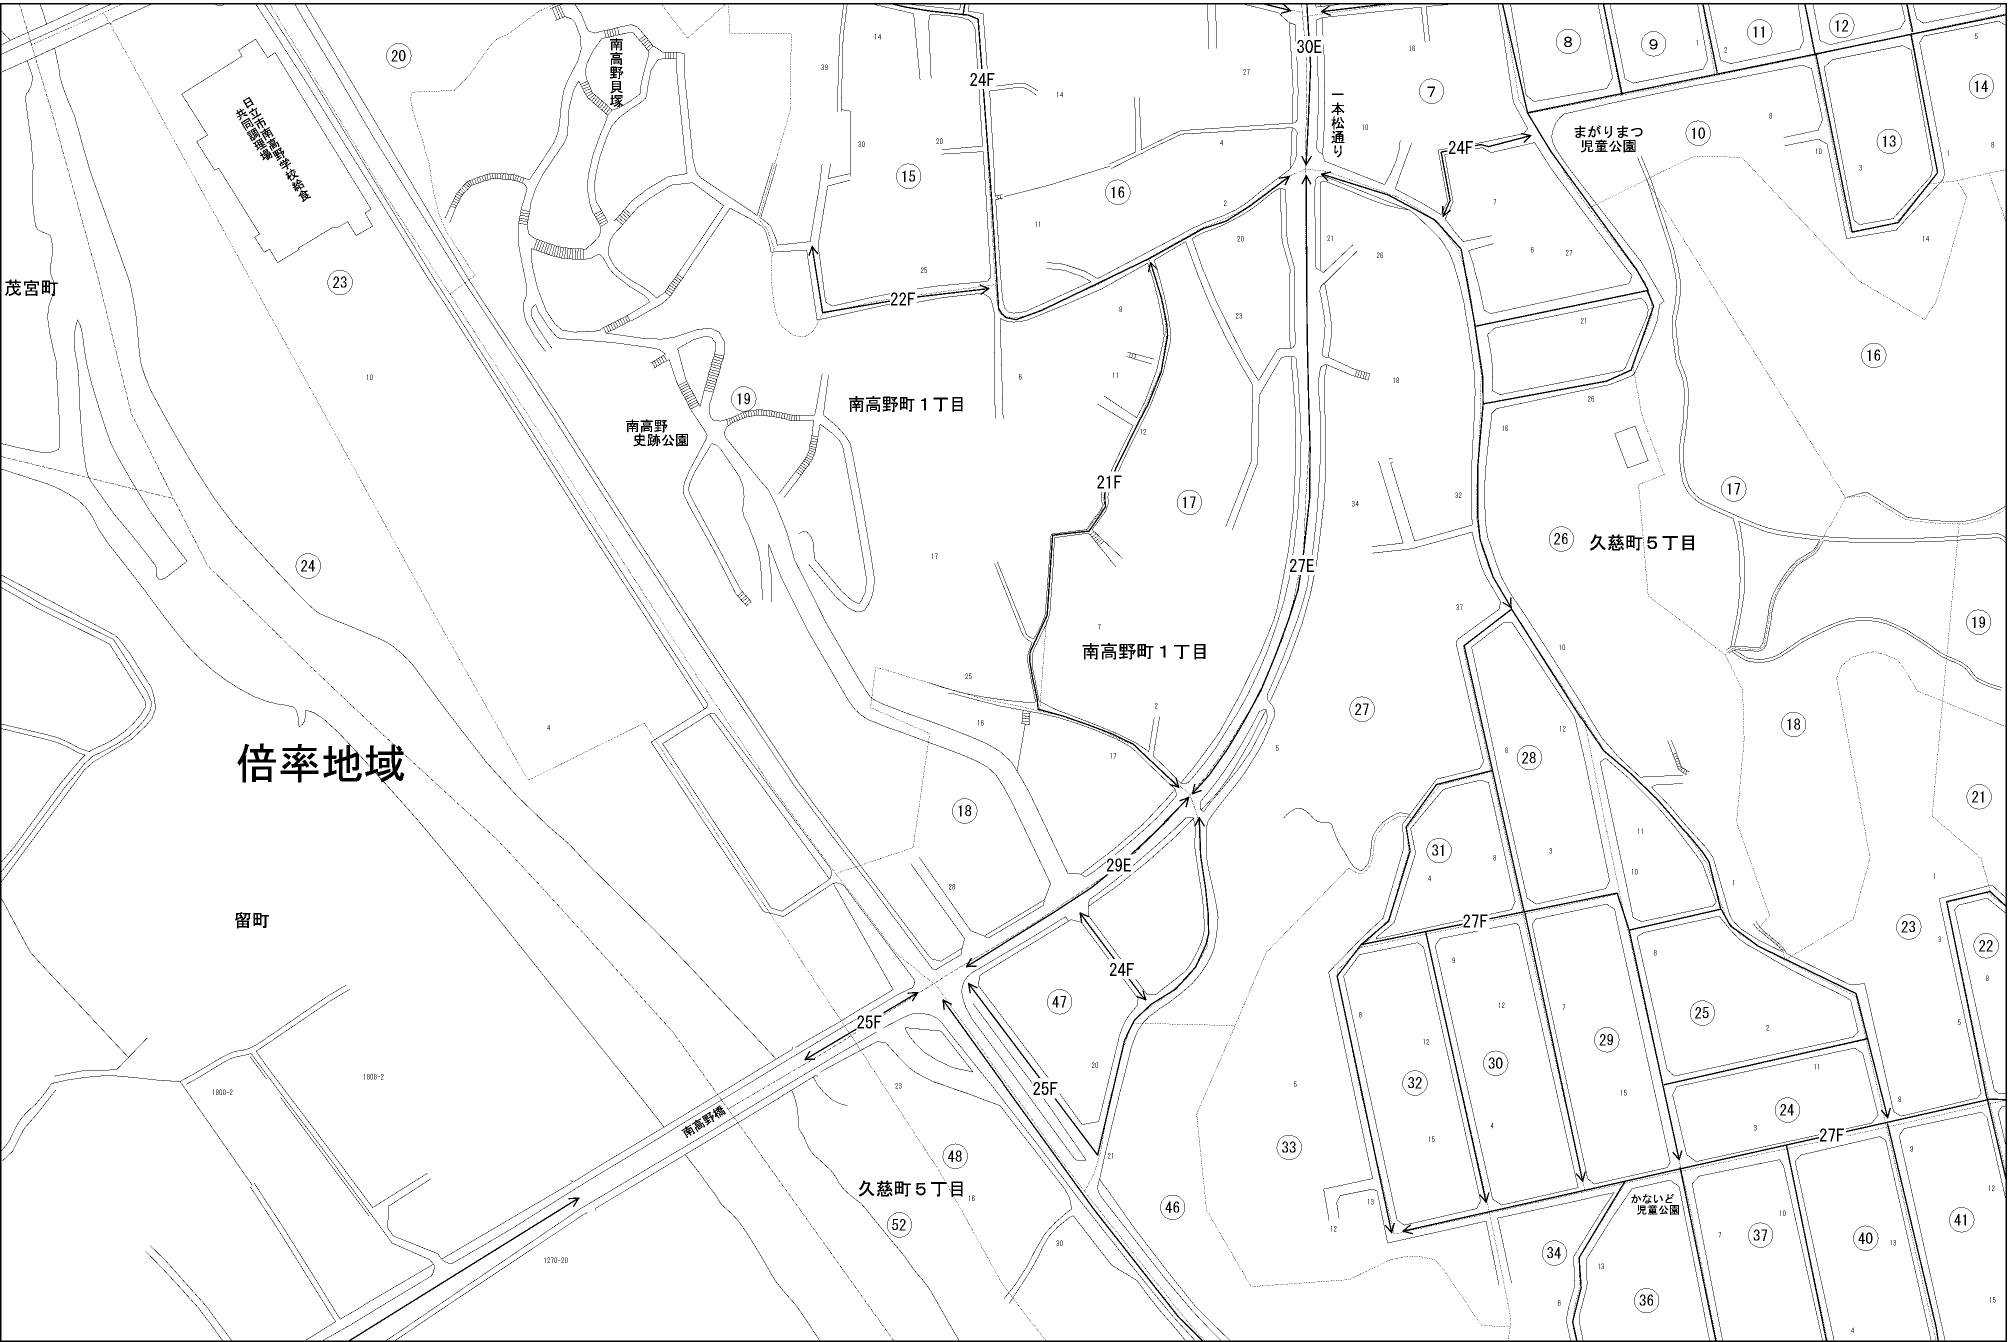 30E
⑧
⑨
⑪
⑫
⑳
南高野貝塚
24F
一本松通り
⑦
⑭
まがりまつ
児童公園
⑩
⑬
日立市南高野学校給食
共同調理場
24F
⑮
⑯
茂宮町
㉓
22F
⑯
⑲
南高野町１丁目
南高野
史跡公園
21F
⑰
⑰
㉖
久慈町５丁目
㉔
27E
⑲
南高野町１丁目
㉗
⑱
倍率地域
㉘
㉑
⑱
㉛
29E
留町
27F
㉓
㉒
24F
㊼
㉕
25F
㉙
㉚
㉜
25F
1808-2
1800-2
㉔
南高野橋
27F
㉝
㊽
久慈町５丁目
52
㊻
かないど
児童公園
㊶
㊲
㊵
㉞
1270-20
㊱